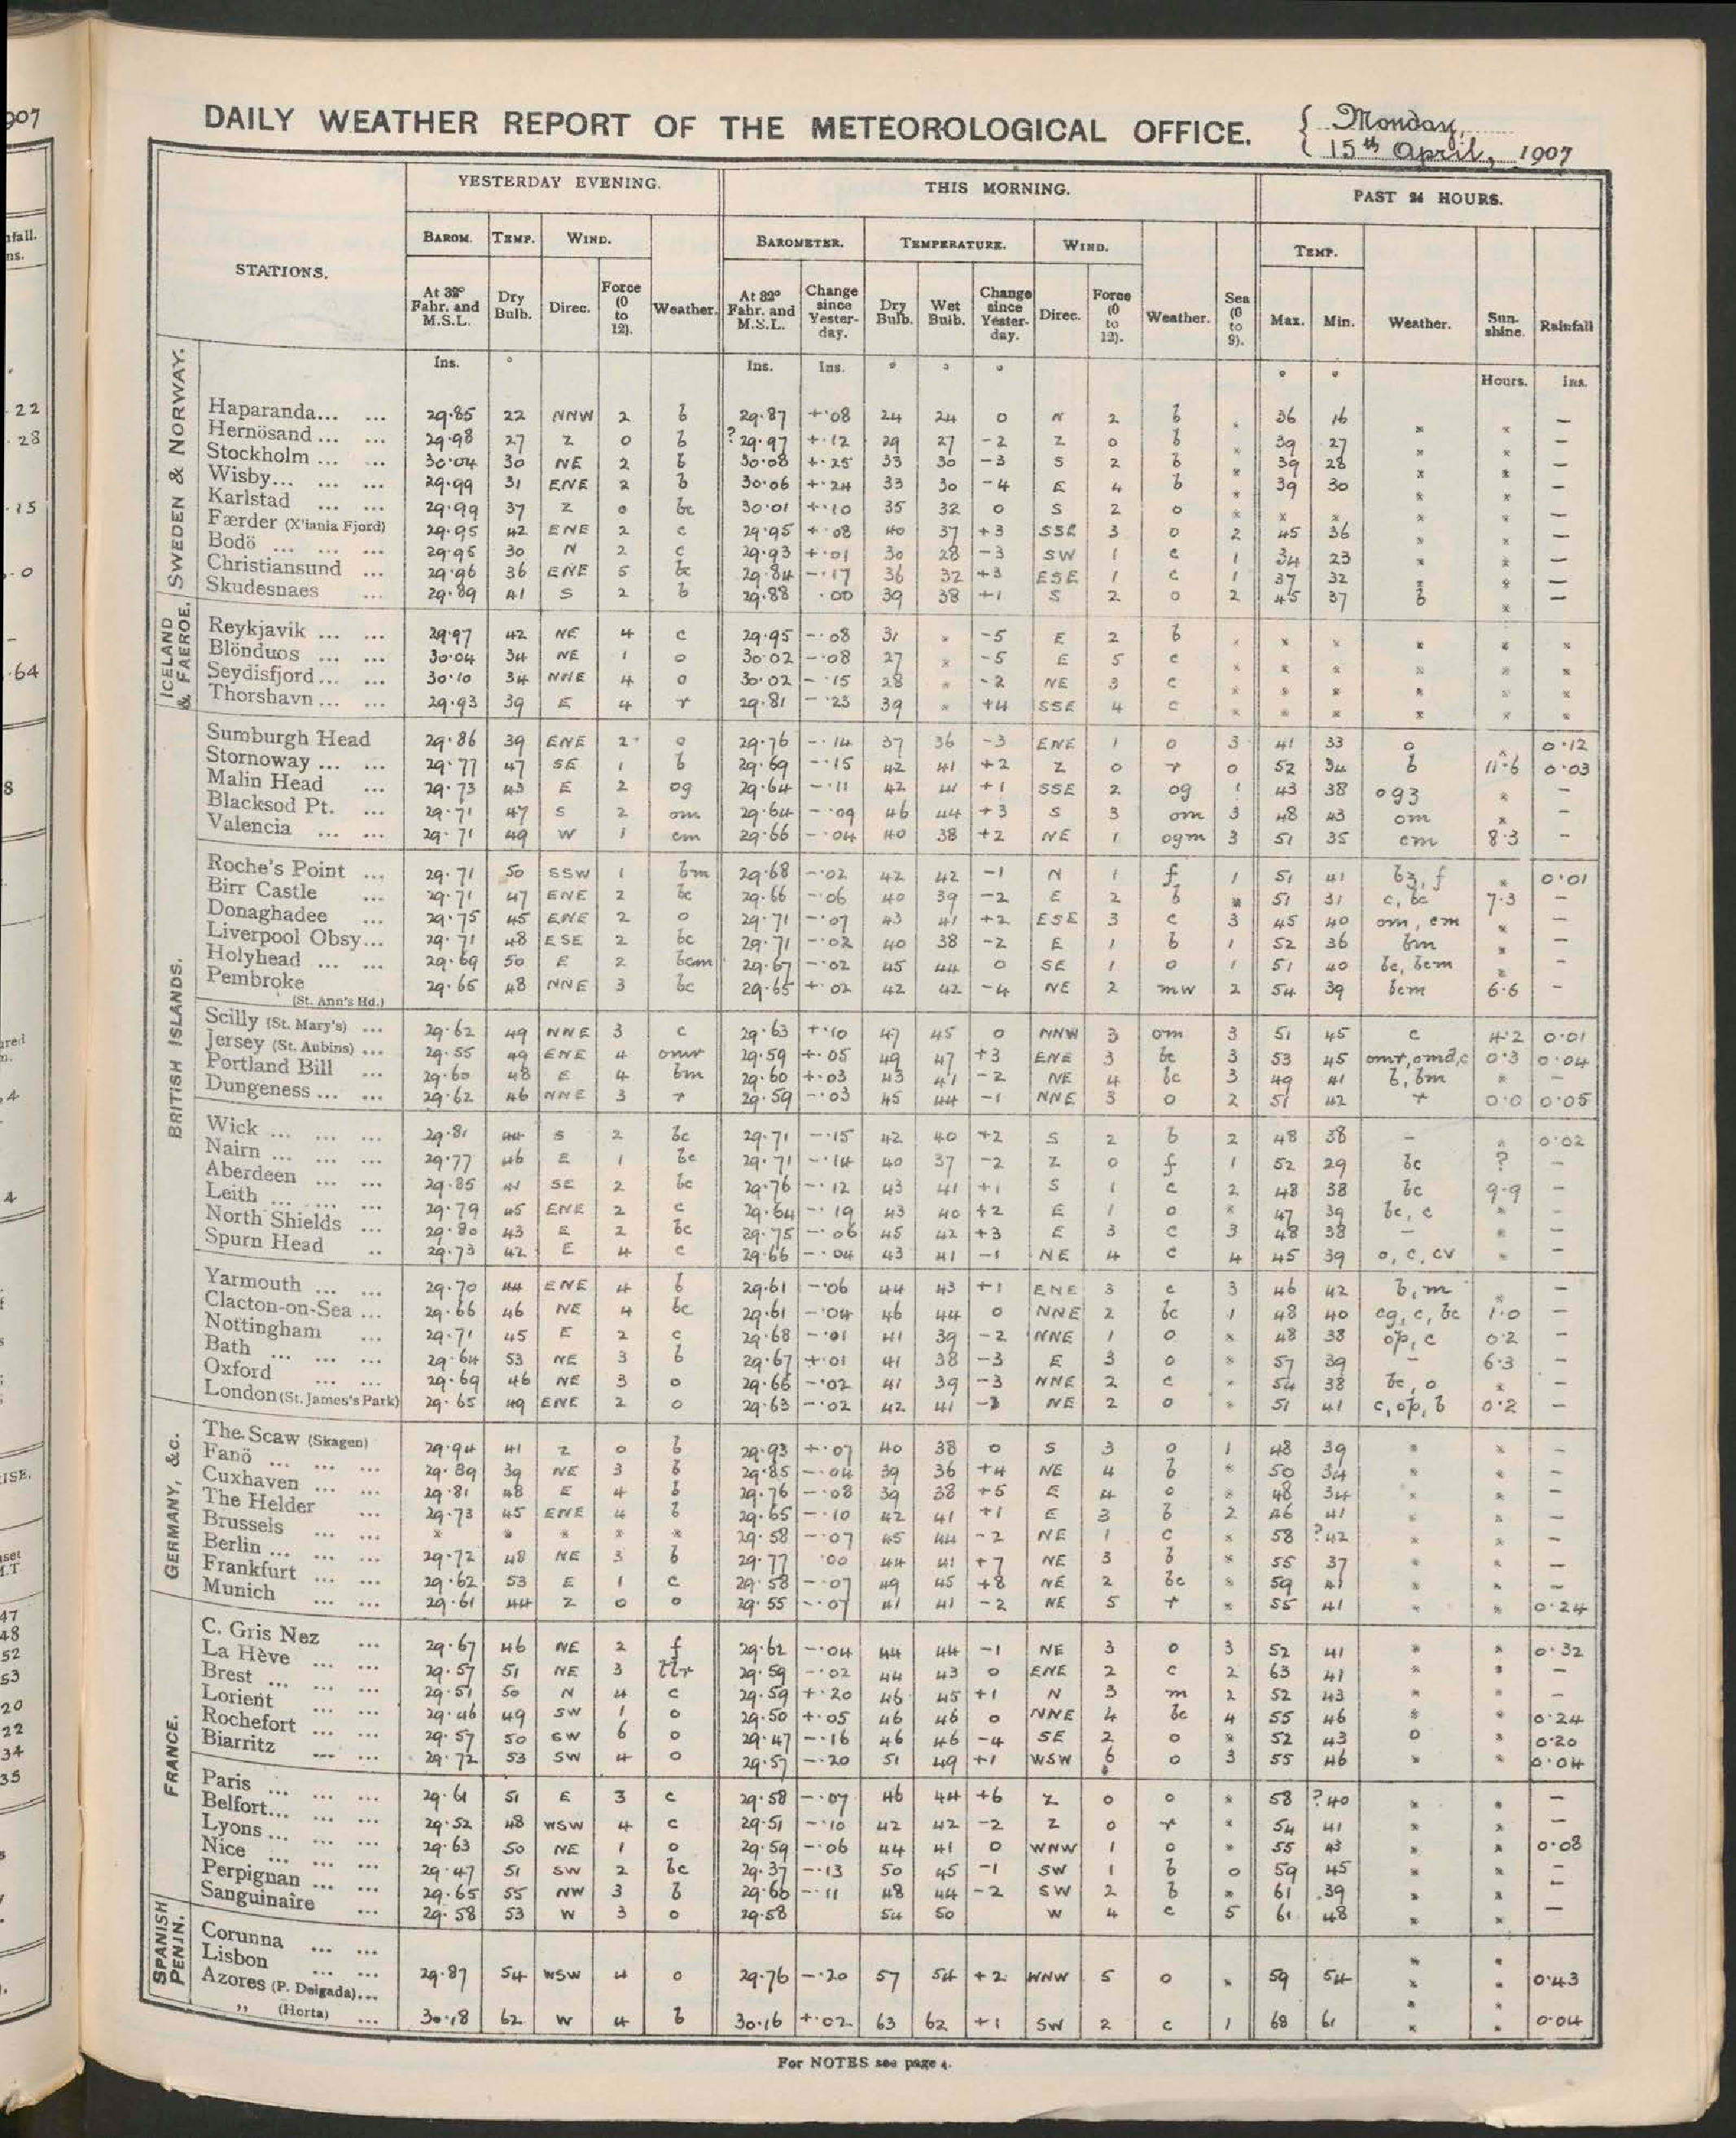 DAILY WEATHER REPORT OF THE METEOROLOGICAL OFFICE. { Monday, 15th April, 1907
STATIONS. YESTERDAY EVENING. THIS MORNING. PAST 24 HOURS.
BAROM. TEMP. WIND. BAROMETER. TEMPERATURE. WIND. TEMP.
At 32° Fahr. and M.S.L. Dry Bulb. Direc. Force (0 to 12). Weather. At 32° Fahr. and M.S.L. Change since Yester-day. Dry Bulb. Wet Bulb. Change since Yester-day. Direc. Force (0 to 12). Weather. Sea (0 to 9). Max. Min. Weather. Sun-shine. Rainfall
Ins. ° Ins. Ins. ° ° ° ° ° Hours. Ins.
SWEDEN & NORWAY.
Haparanda... ... 29.85 22 NNW 2 b 29.87 +.08 24 24 0 N 2 b * 36 16 * * —
Hernösand ... ... 29.98 27 Z 0 b ?29.97 +.12 29 27 -2 Z 0 b * 39 27 * * —
Stockholm ... ... 30.04 30 NE 2 b 30.08 +.25 33 30 -3 S 2 b * 39 28 * * —
Wisby... ... ... 29.99 31 ENE 2 b 30.06 +.24 33 30 -4 E 4 b * 39 30 * * —
Karlstad ... ... 29.99 37 Z 0 bc 30.01 +.10 35 32 0 S 2 o * * * * * —
Færder (X'iania Fjord) 29.95 42 ENE 2 c 29.95 +.08 40 37 +3 SSE 3 o 2 45 36 * * —
Bodö ... ... ... 29.95 30 N 2 c 29.93 +.01 30 28 -3 SW 1 c 1 34 23 * * —
Christiansund ... 29.96 36 ENE 5 bc 29.84 -.17 36 32 +3 ESE 1 c 1 37 32 * * —
Skudesnaes ... 29.89 41 S 2 b 29.88 .00 39 38 +1 S 2 o 2 45 37 b * —
ICELAND & FAEROE.
Reykjavik ... ... 29.97 42 NE 4 c 29.95 -.08 31 * -5 E 2 b * * * * * *
Blönduos ... ... 30.04 34 NE 1 o 30.02 -.08 27 * -5 E 5 c * * * * * *
Seydisfjord... ... 30.10 34 NNE 4 o 30.02 -.15 28 * -2 NE 3 c * * * * * *
Thorshavn ... ... 29.93 39 E 4 r 29.81 -.23 39 * +4 SSE 4 c * * * * * *
BRITISH ISLANDS.
Sumburgh Head 29.86 39 ENE 2 o 29.76 -.14 37 36 -3 ENE 1 o 3 41 33 o * 0.12
Stornoway ... ... 29.77 47 SE 1 b 29.69 -.15 42 41 +2 Z 0 r 0 52 34 b 11.6 0.03
Malin Head ... 29.73 43 E 2 og 29.64 -.11 42 41 +1 SSE 2 og 1 43 38 og3 * -
Blacksod Pt. ... 29.71 47 S 2 om 29.64 -.09 46 44 +3 S 3 om 3 48 43 om * -
Valencia ... ... 29.71 49 W 1 cm 29.66 -.04 40 38 +2 NE 1 ogm 3 51 35 cm 8.3 -
Roche's Point ... 29.71 50 SSW 1 bm 29.68 -.02 42 42 -1 N 1 f 1 51 41 bz, f * 0.01
Birr Castle ... 29.71 47 ENE 2 bc 29.66 -.06 40 39 -2 E 2 b * 51 31 c, bc 7.3 —
Donaghadee ... 29.75 45 ENE 2 o 29.71 -.07 43 41 +2 ESE 3 c 3 45 40 om, cm * —
Liverpool Obsy... 29.71 48 ESE 2 bc 29.71 -.02 40 38 -2 E 1 b 1 52 36 bm * —
Holyhead ... ... 29.69 50 E 2 bcm 29.67 -.02 45 44 0 SE 1 o 1 51 40 bc, bcm * —
Pembroke (St. Ann's Hd.) 29.65 48 NNE 3 bc 29.65 +.02 42 42 -4 NE 2 mw 2 54 39 bcm 6.6 —
Scilly (St. Mary's) ... 29.62 49 NNE 3 c 29.63 +.10 47 45 0 NNW 3 om 3 51 45 c 4.2 0.01
Jersey (St. Aubins) ... 29.55 49 ENE 4 omr 29.59 +.05 49 47 +3 ENE 3 bc 3 53 45 omr, omd, c 0.3 0.04
Portland Bill ... 29.60 48 E 4 bm 29.60 +.03 43 41 -2 NE 4 bc 3 49 41 b, bm * —
Dungeness ... ... 29.62 46 NNE 3 r 29.59 -.03 45 44 -1 NNE 3 o 2 51 42 r 0.0 0.05
Wick ... ... ... 29.81 44 S 2 bc 29.71 -.15 42 40 +2 S 2 b 2 48 38 – * 0.02
Nairn ... ... ... 29.77 46 E 1 bc 29.71 -.14 40 37 -2 Z 0 f 1 52 29 bc ? —
Aberdeen ... ... 29.85 41 SE 2 bc 29.76 -.12 43 41 +1 S 1 c 2 48 38 bc 9.9 —
Leith ... ... ... 29.79 45 ENE 2 c 29.64 -.19 43 40 +2 E 1 o * 47 39 bc, c * -
North Shields ... 29.80 43 E 2 bc 29.75 -.06 45 42 +3 E 3 c 3 48 38 – * —
Spurn Head .. 29.73 42 E 4 c 29.66 -.04 43 41 -1 NE 4 c 4 45 39 o, c, cv * —
Yarmouth ... ... 29.70 44 ENE 4 b 29.61 -.06 44 43 +1 ENE 3 c 3 46 42 b, m * —
Clacton-on-Sea ... 29.66 46 NE 4 bc 29.61 -.04 46 44 0 NNE 2 bc 1 48 40 cg, c, bc 1.0 —
Nottingham ... 29.71 45 E 2 c 29.68 -.01 41 39 -2 NNE 1 o * 48 38 op, c 0.2 —
Bath ... ... ... 29.64 53 NE 3 b 29.67 +.01 41 38 -3 E 3 o * 57 39 – 6.3 —
Oxford ... ... 29.69 46 NE 3 o 29.66 -.02 41 39 -3 NNE 2 c * 54 38 bc, o * —
London (St. James's Park) 29.65 49 ENE 2 o 29.63 -.02 42 41 NE 2 o * 51 41 c, op, b 0.2 —
GERMANY, &c.
The Scaw (Skagen) 29.94 41 Z 0 b 29.93 +.07 40 38 0 S 3 o 1 48 39 * * —
Fanö ... ... ... 29.89 39 NE 3 b 29.85 -.04 39 36 +4 NE 4 b * 50 34 * * —
Cuxhaven ... ... 29.81 48 E 4 b 29.76 -.08 39 38 +5 E 4 o * 48 34 * * —
The Helder ... 29.73 45 ENE 4 b 29.65 -.10 42 41 +1 E 3 b 2 46 41 * * —
Brussels ... ... * * * * * 29.58 -.07 45 44 -2 NE 1 c * 58 ?42 * * —
Berlin ... ... ... 29.72 48 NE 3 b 29.77 .00 44 41 +7 NE 3 b * 55 37 * * —
Frankfurt ... ... 29.62 53 E 1 c 29.58 -.07 49 45 +8 NE 2 bc * 59 41 * * —
Munich ... ... 29.61 44 Z 0 o 29.55 -.07 41 41 -2 NE 5 r * 55 41 * * 0.24
FRANCE.
C. Gris Nez ... 29.67 46 NE 2 f 29.62 -.04 44 44 -1 NE 3 o 3 52 41 * * 0.32
La Hève ... ... 29.57 51 NE 3 tlr 29.59 -.02 44 43 0 ENE 2 c 2 63 41 * * —
Brest ... ... ... 29.51 50 N 4 c 29.59 +.20 46 45 +1 N 3 m 2 52 43 * * —
Lorient ... ... 29.46 49 SW 1 o 29.50 +.05 46 46 0 NNE 4 bc 4 55 46 * * 0.24
Rochefort ... ... 29.57 50 SW 6 o 29.47 -.16 46 46 -4 SE 2 o * 52 43 o * 0.20
Biarritz ... ... 29.72 53 SW 4 o 29.57 -.20 51 49 +1 WSW 6 o 3 55 46 * * 0.04
Paris ... ... ... 29.61 51 E 3 c 29.58 -.07 46 44 +6 Z 0 o * 58 ?40 * * —
Belfort... ... ... 29.52 48 WSW 4 c 29.51 -.10 42 42 -2 Z 0 r * 54 41 * *
Lyons ... ... ... 29.63 50 NE 1 o 29.59 -.06 44 41 0 WNW 1 o * 55 43 * * 0.08
Nice ... ... ... 29.47 51 SW 2 bc 29.37 -.13 50 45 -1 SW 1 b 0 59 45 * * —
Perpignan ... ... 29.65 55 NW 3 b 29.66 -.11 48 44 -2 SW 2 b * 61 39 * * —
Sanguinaire ... 29.58 53 W 3 o 29.58 54 50 W 4 c 5 61 48 * * —
SPANISH PENIN.
Corunna ... ... * *
Lisbon ... ...
Azores (P. Delgada)... 29.87 54 WSW 4 o 29.76 -.20 57 54 +2 WNW 5 o * 59 54 * * 0.43
,, (Horta) ... 30.18 62 W 4 b 30.16 +.02 63 62 +1 SW 2 c 1 68 61 * * 0.04
For NOTES see page 4.